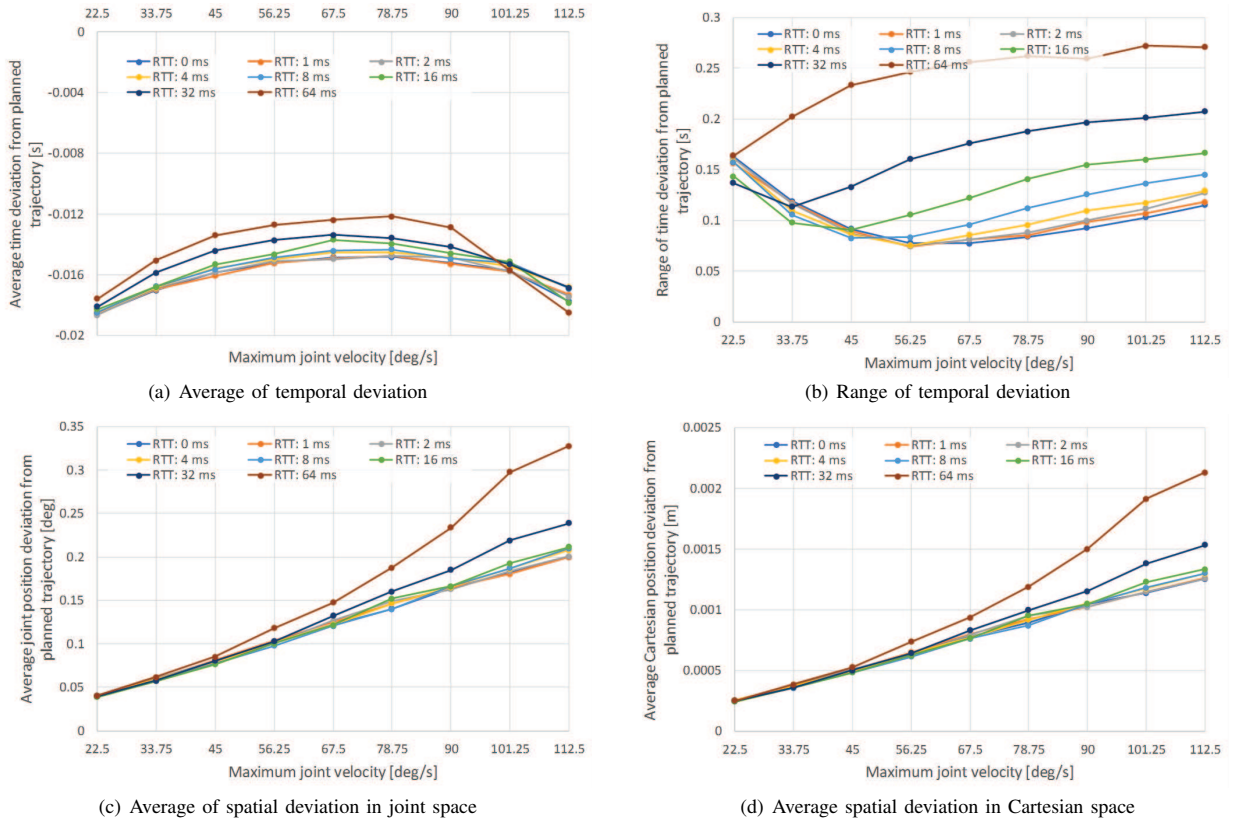 22.5 33.75 45 56.25 67.5 78.75 90 101.25 112.5
0
-0.004
-0.008
-0.012
-0.016
-0.02
Average time deviation from planned
trajectory [s]
RTT: 0 ms RTT: 1 ms RTT: 2 ms
RTT: 4 ms RTT: 8 ms RTT: 16 ms
RTT: 32 ms RTT: 64 ms
Maximum joint velocity [deg/s]
(a) Average of temporal deviation
0.3
0.25
0.2
0.15
0.1
0.05
0
Range of time deviation from planned
trajectory [s]
RTT: 0 ms RTT: 1 ms RTT: 2 ms
RTT: 4 ms RTT: 8 ms RTT: 16 ms
RTT: 32 ms RTT: 64 ms
22.5 33.75 45 56.25 67.5 78.75 90 101.25 112.5
Maximum joint velocity [deg/s]
(b) Range of temporal deviation
0.35
0.3
0.25
0.2
0.15
0.1
0.05
0
Average joint position deviation from
planned trajectory [deg]
RTT: 0 ms RTT: 1 ms RTT: 2 ms
RTT: 4 ms RTT: 8 ms RTT: 16 ms
RTT: 32 ms RTT: 64 ms
22.5 33.75 45 56.25 67.5 78.75 90 101.25 112.5
Maximum joint velocity [deg/s]
(c) Average of spatial deviation in joint space
0.0025
0.002
0.0015
0.001
0.0005
0
Average Cartesian position deviation from
planned trajectory [m]
RTT: 0 ms RTT: 1 ms RTT: 2 ms
RTT: 4 ms RTT: 8 ms RTT: 16 ms
RTT: 32 ms RTT: 64 ms
22.5 33.75 45 56.25 67.5 78.75 90 101.25 112.5
Maximum joint velocity [deg/s]
(d) Average spatial deviation in Cartesian space